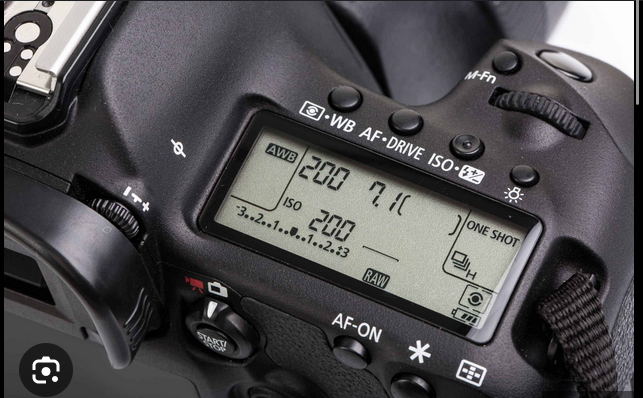 M-Fn
WB AF•DRIVE ISO•
AWB 200 7.1
ONE SHOT
ISO 200
-3..2..1..0..1..2..+3
H
RAW
START/
STOP
AF-ON